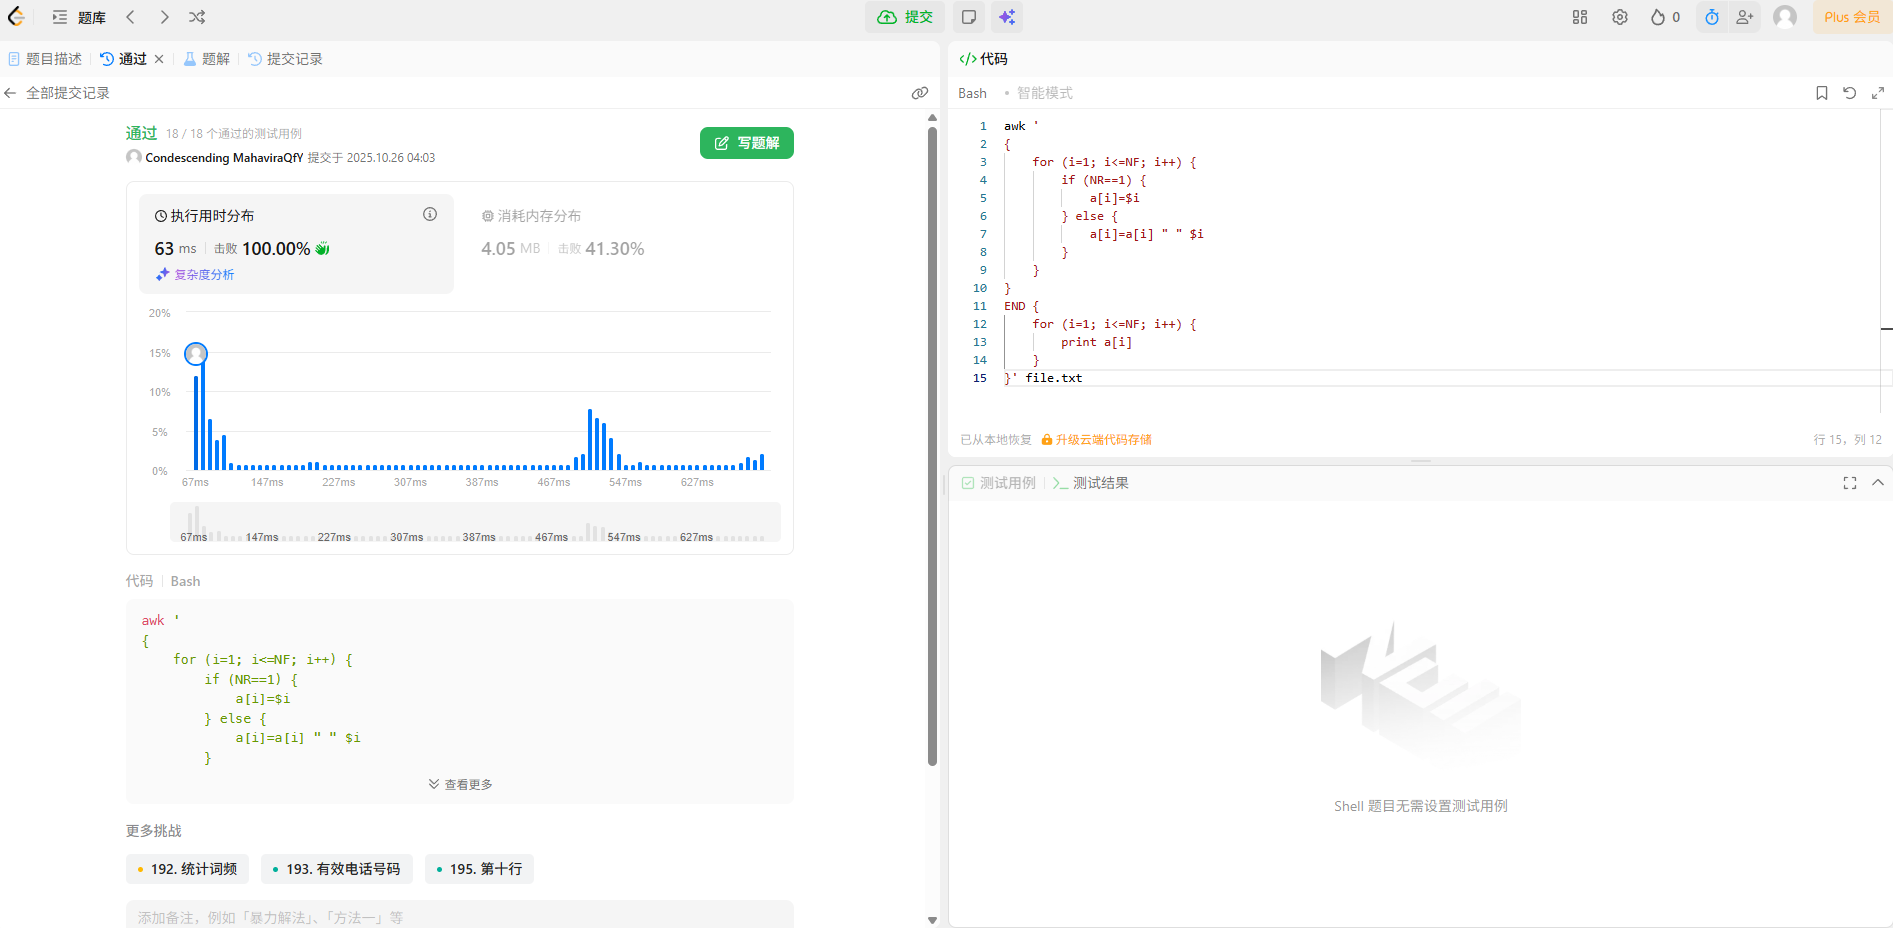 题库
提交
0
Plus 会员
题目描述
通过
题解
提交记录
全部提交记录
通过 18 / 18 个通过的测试用例
Condescending MahaviraQfY 提交于 2025.10.26 04:03
写题解
执行用时分布
63 ms 击败 100.00%
复杂度分析
消耗内存分布
4.05 MB 击败 41.30%
20%
15%
10%
5%
0%
67ms 147ms 227ms 307ms 387ms 467ms 547ms 627ms
67ms 147ms 227ms 307ms 387ms 467ms 547ms 627ms
代码 Bash
awk '
{
    for (i=1; i<=NF; i++) {
        if (NR==1) {
            a[i]=$i
        } else {
            a[i]=a[i] " " $i
        }
查看更多
更多挑战
192. 统计词频
193. 有效电话号码
195. 第十行
添加备注，例如「暴力解法」、「方法一」等
</> 代码
Bash • 智能模式
1 awk '
2 {
3     for (i=1; i<=NF; i++) {
4         if (NR==1) {
5             a[i]=$i
6         } else {
7             a[i]=a[i] " " $i
8         }
9     }
10 }
11 END {
12     for (i=1; i<=NF; i++) {
13         print a[i]
14     }
15 }' file.txt
已从本地恢复 升级云端代码存储
行 15，列 12
测试用例
测试结果
Shell 题目无需设置测试用例